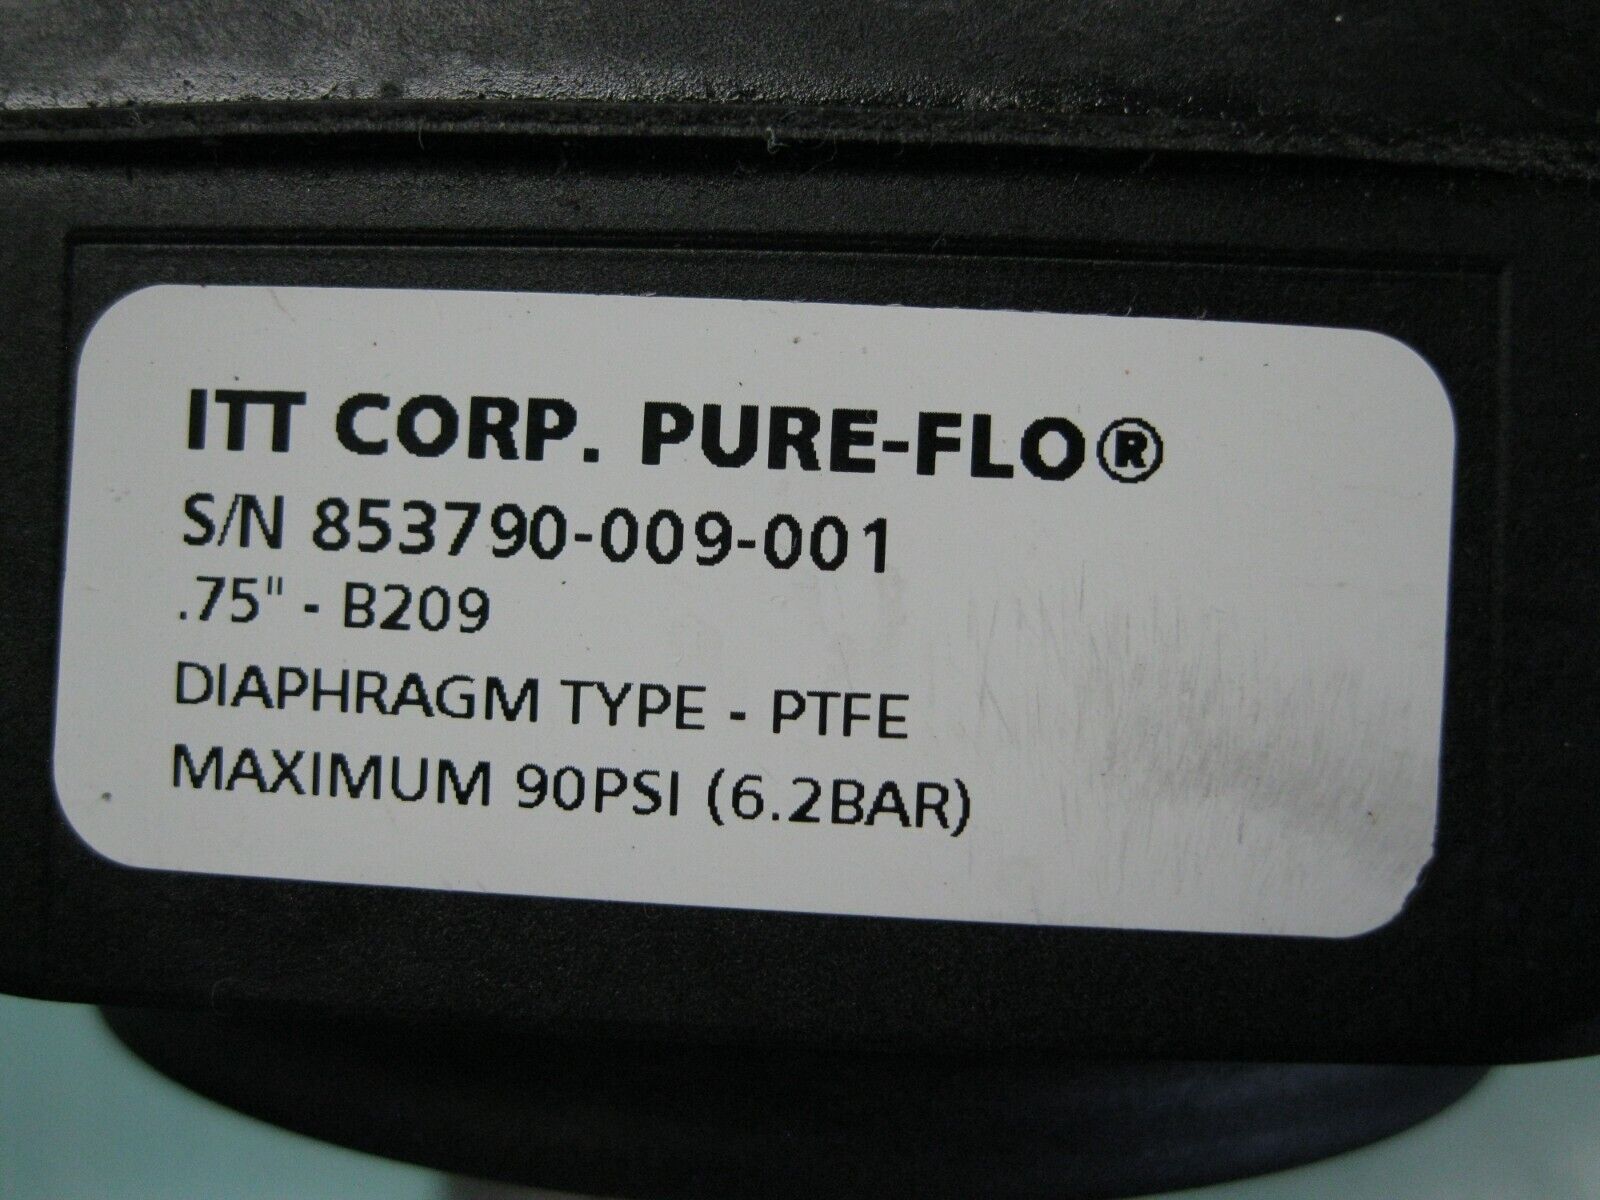 ITT CORP. PURE-FLO®
S/N 853790-009-001
.75" - B209
DIAPHRAGM TYPE - PTFE
MAXIMUM 90PSI (6.2BAR)